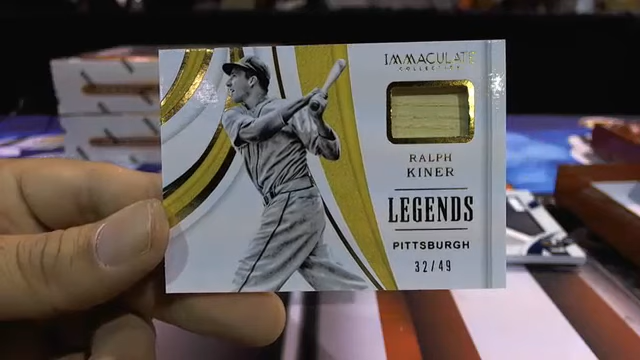 IMMACULATE
COLLECTION
RALPH
KINER
LEGENDS
PITTSBURGH
32/49